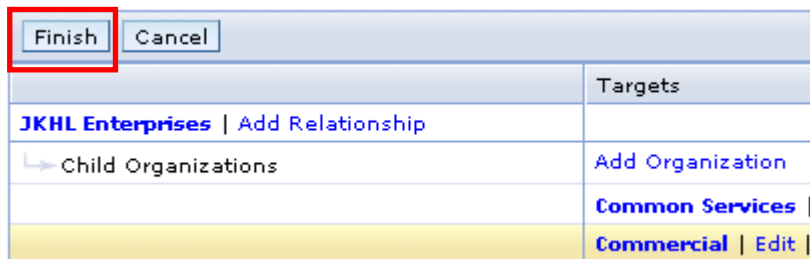 Finish Cancel
Targets
JKHL Enterprises | Add Relationship
Child Organizations Add Organization
Common Services |
Commercial | Edit |